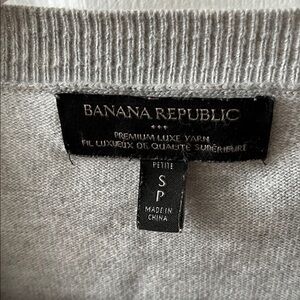 BANANA REPUBLIC
PREMIUM LUXE YARN
FIL LUXUEUX DE QUALITÉ SUPÉRIEURE
PETITE
S
P
MADE IN
CHINA